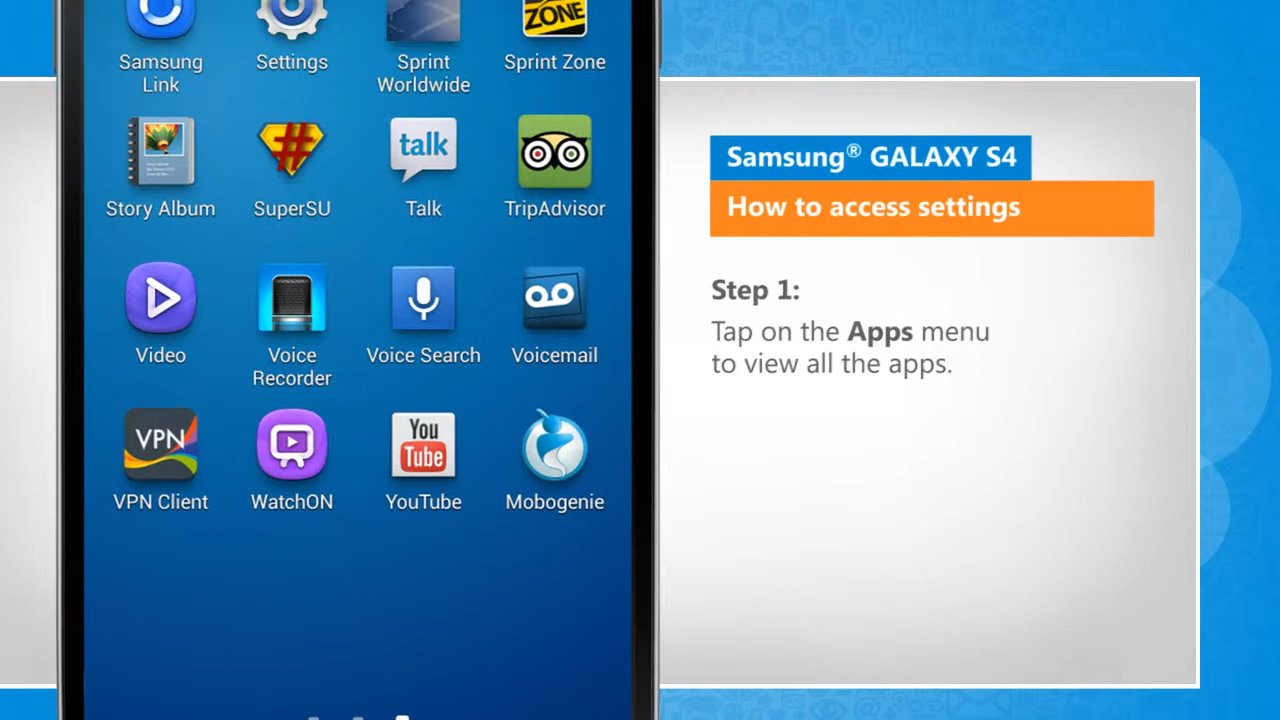 Samsung
Link
Settings
Sprint
Worldwide
ZONE
Sprint Zone
Story Album
#
SuperSU
talk
Talk
TripAdvisor
Video
Voice
Recorder
Voice Search
Voicemail
VPN
VPN Client
WatchON
You
Tube
YouTube
Mobogenie
Samsung® GALAXY S4
How to access settings
Step 1:
Tap on the Apps menu
to view all the apps.